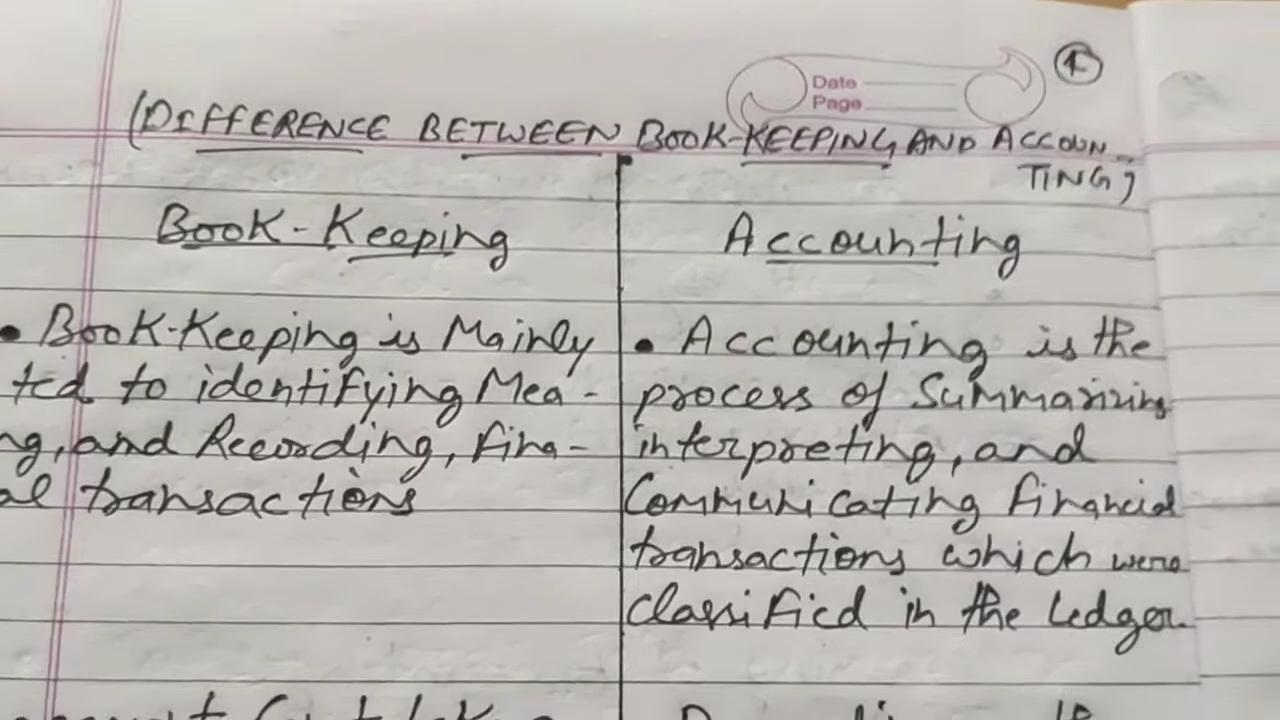 ①
Date
Page
(DIFFERENCE BETWEEN BOOK-KEEPING AND ACCOUN-
TING)
Book-Keeping
Accounting
• Book-Keeping is Mainly
ted to identifying Mea-
ng, and Recording, fina-
al transactions
• Accounting is the
process of Summarizing
interpreting, and
Communicating financial
transactions which were
classified in the Ledger.